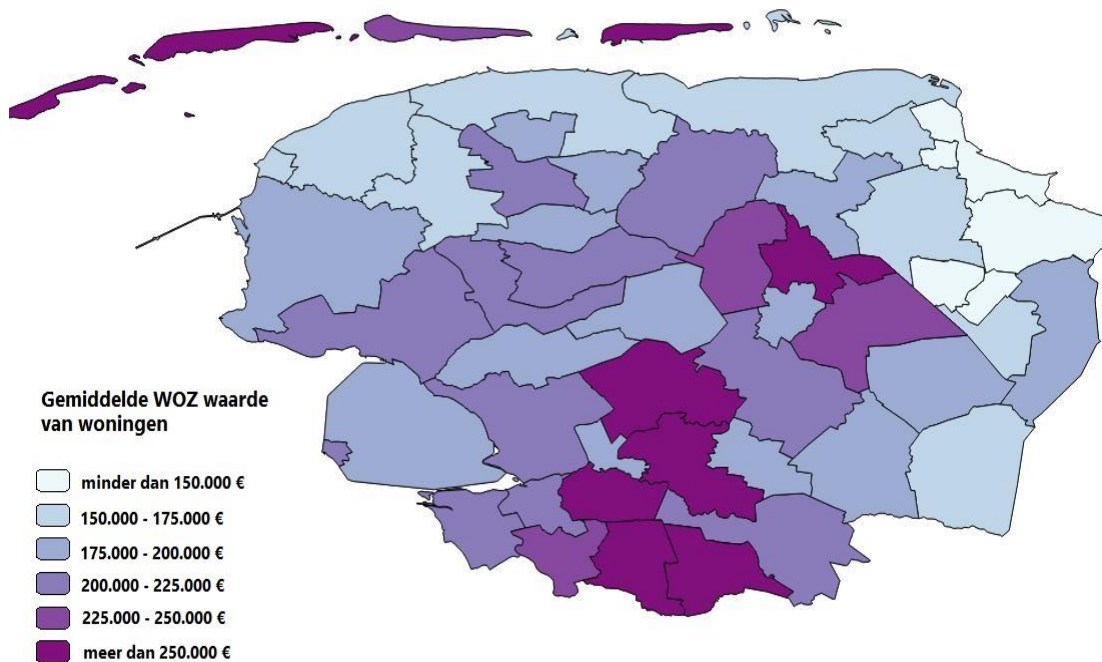 Gemiddelde WOZ waarde
van woningen
minder dan 150.000 €
150.000 - 175.000 €
175.000 - 200.000 €
200.000 - 225.000 €
225.000 - 250.000 €
meer dan 250.000 €